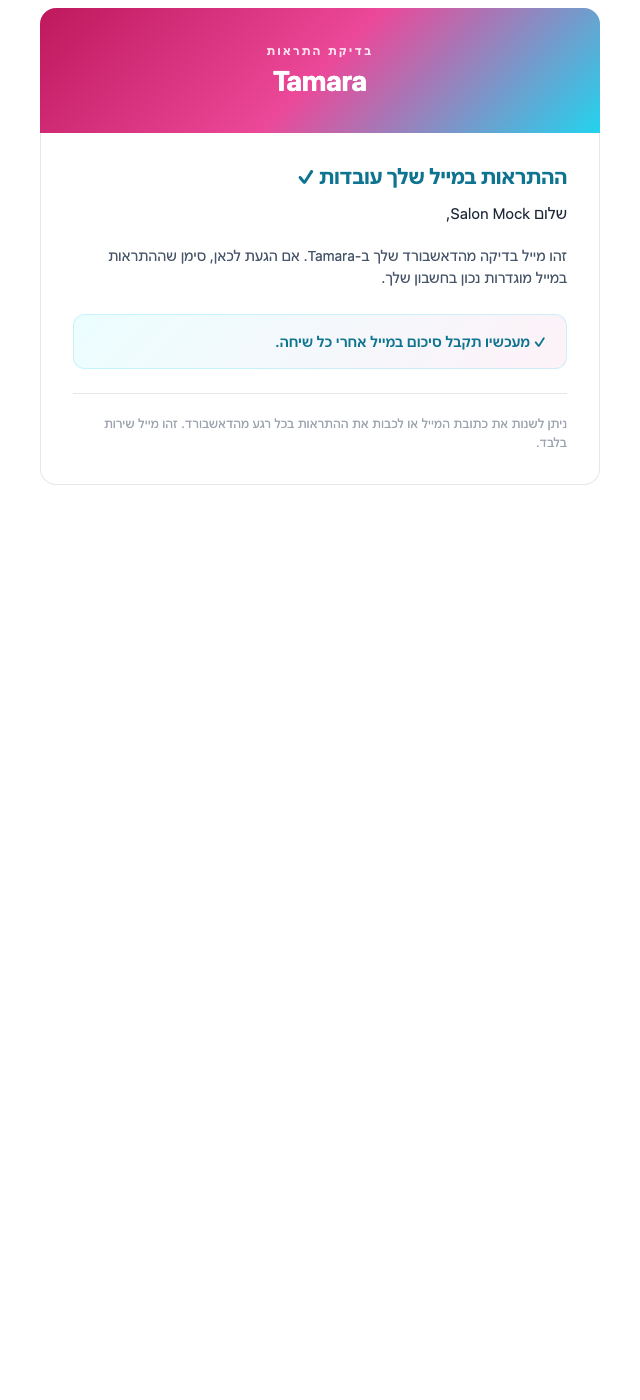 בדיקת התראות
Tamara
ההתראות במייל שלך עובדות ✓
שלום Salon Mock,
זהו מייל בדיקה מהדאשבורד שלך ב-Tamara. אם הגעת לכאן, סימן שההתראות
במייל מוגדרות נכון בחשבון שלך.
✓ מעכשיו תקבל סיכום במייל אחרי כל שיחה.
ניתן לשנות את כתובת המייל או לכבות את ההתראות בכל רגע מהדאשבורד. זהו מייל שירות
בלבד.